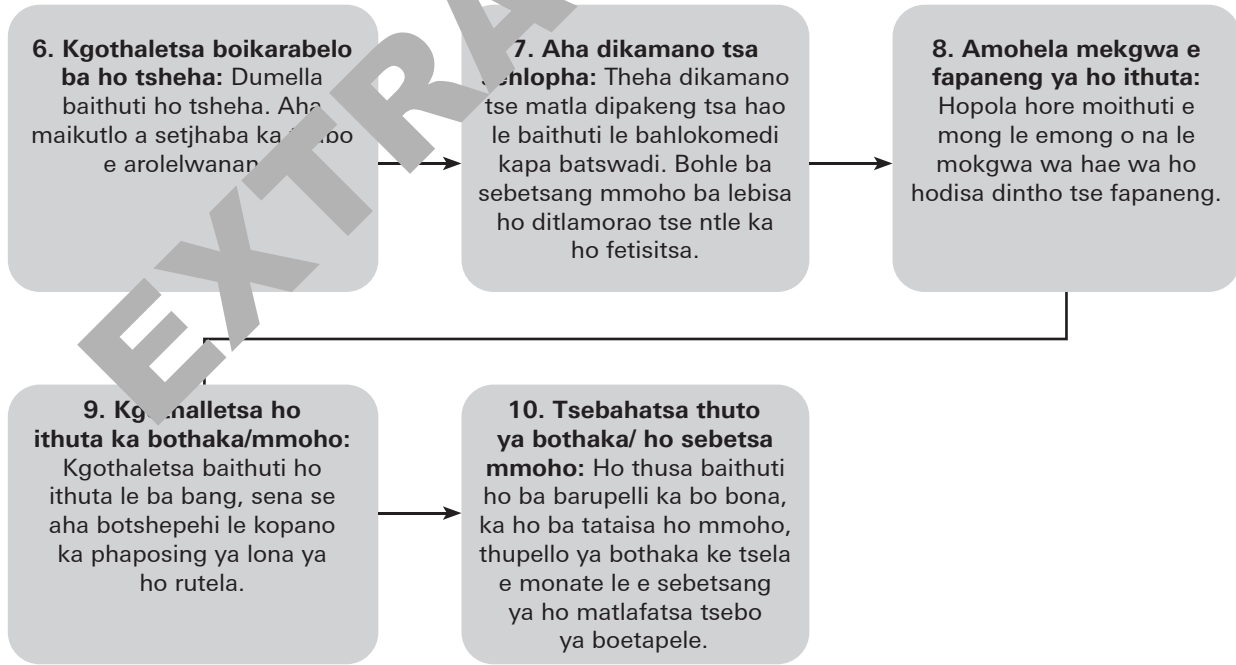 6. Kgothaletsa boikarabelo
ba ho tsheha: Dumella
baithuti ho tsheha. Aha
maikutlo a setjhaba ka
e
7. Aha dikamano tsa
tse matla dipakeng tsa hao
sehlopha: Theha dikamano
le baithuti le bahlokomedi
kapa batswadi. Bohle ba
sebetsang mmoho ba lebisa
ho ditlamorao tse ntle ka
ho fetisitsa.
8. Amohela mekgwa e
fapaneng ya ho ithuta:
Hopola hore moithuti e
mong le emong o na le
mokgwa wa hae wa ho
hodisa dintho tse fapaneng.
9. ho
ithuta ka bothaka/mmoho:
Kgothaletsa baithuti ho
ithuta le ba bang, sena se
aha botshepehi le kopano
ka phaposing ya lona ya
ho rutela.
10. Tsebahatsa thuto
ya bothaka/ ho sebetsa
mmoho: Ho thusa baithuti
ho ba barupelli ka bo bona,
ka ho ba tataisa ho mmoho,
thupello ya bothaka ke tsela
e monate le e sebetsang
ya ho matlafatsa tsebo
ya boetapele.